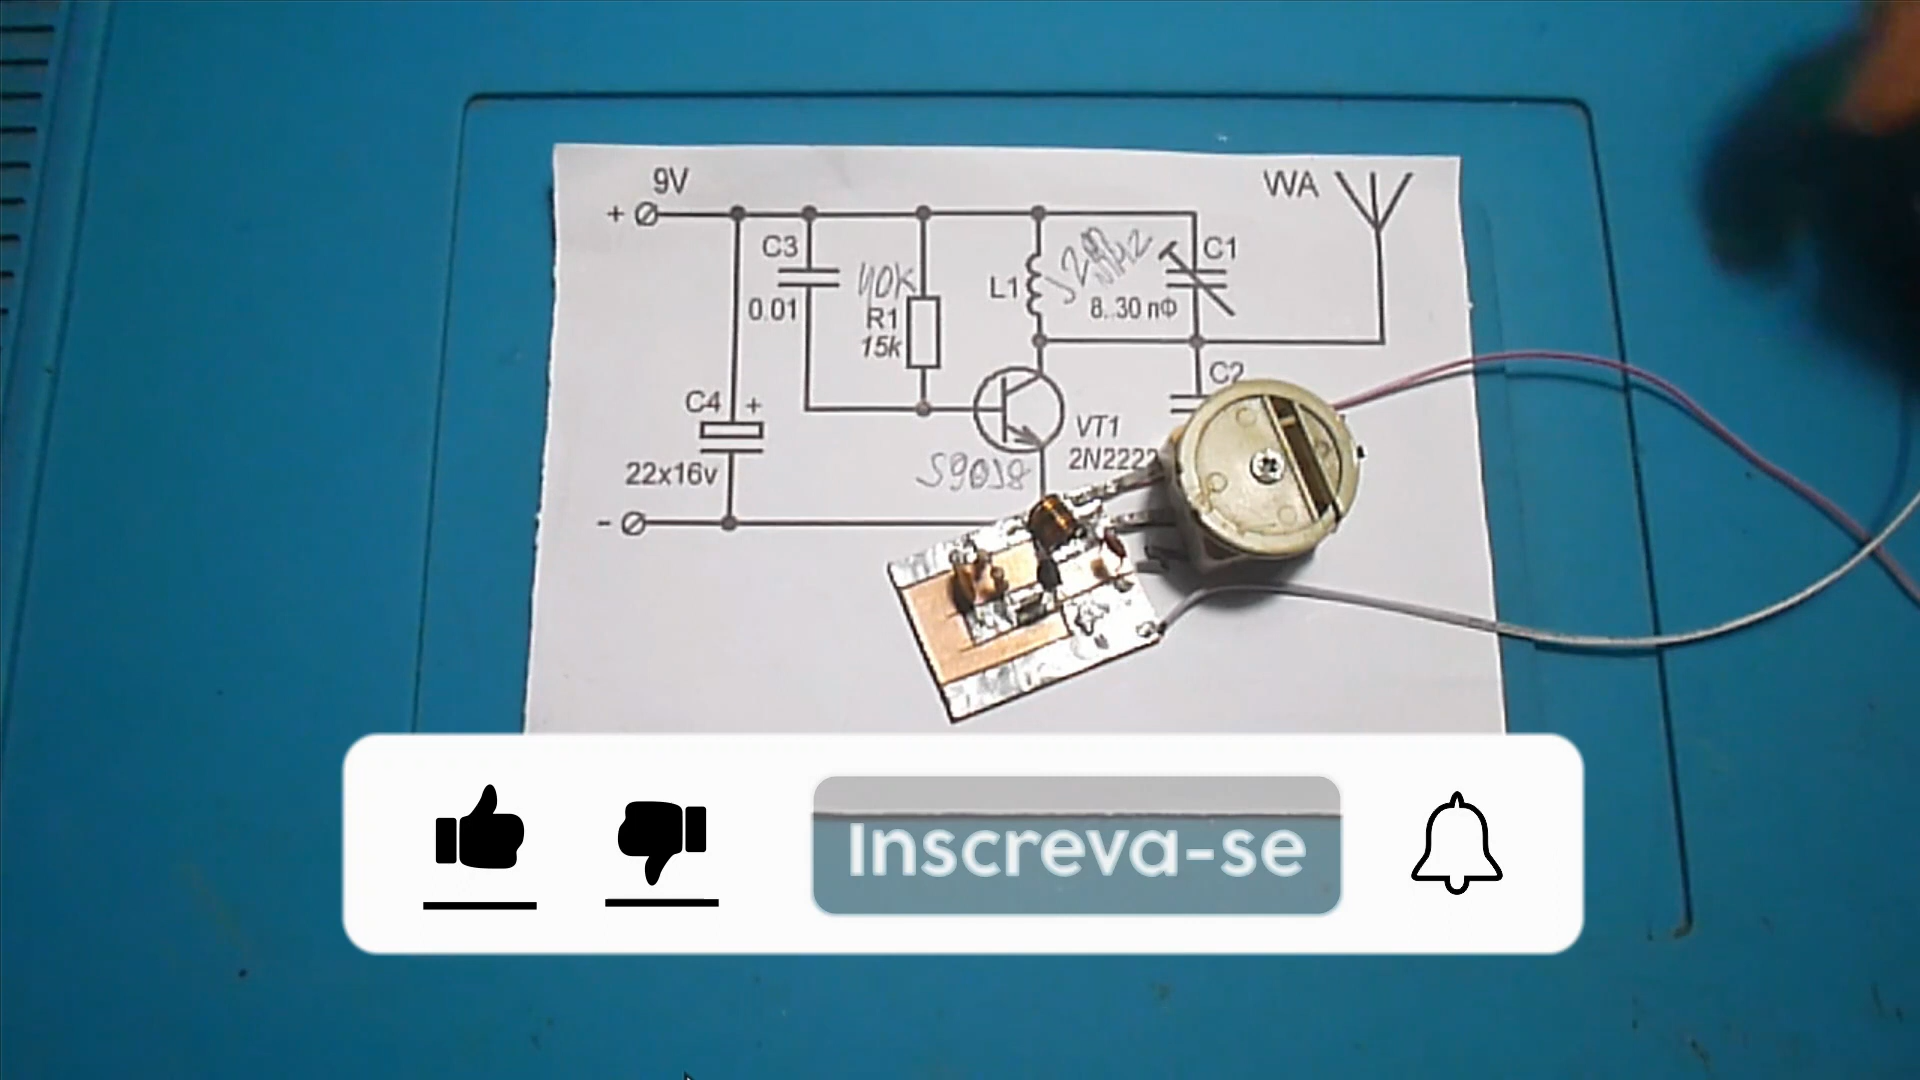 9V
WA
+
C3
0.01
40k
R1
15k
L1
C1
8..30 пФ
C2
C4 +
22x16v
VT1
2N222
S9018
-
Inscreva-se